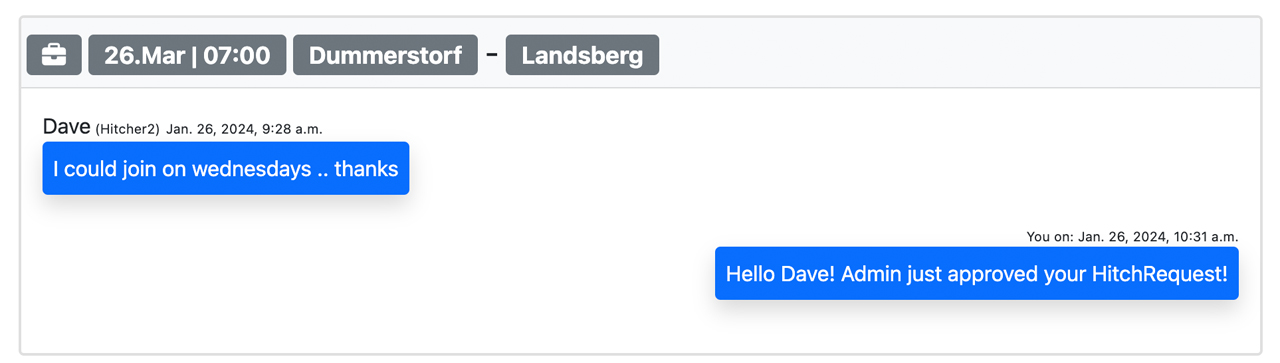 26.Mar | 07:00 Dummerstorf – Landsberg
Dave (Hitcher2) Jan. 26, 2024, 9:28 a.m.
I could join on wednesdays .. thanks
You on: Jan. 26, 2024, 10:31 a.m.
Hello Dave! Admin just approved your HitchRequest!